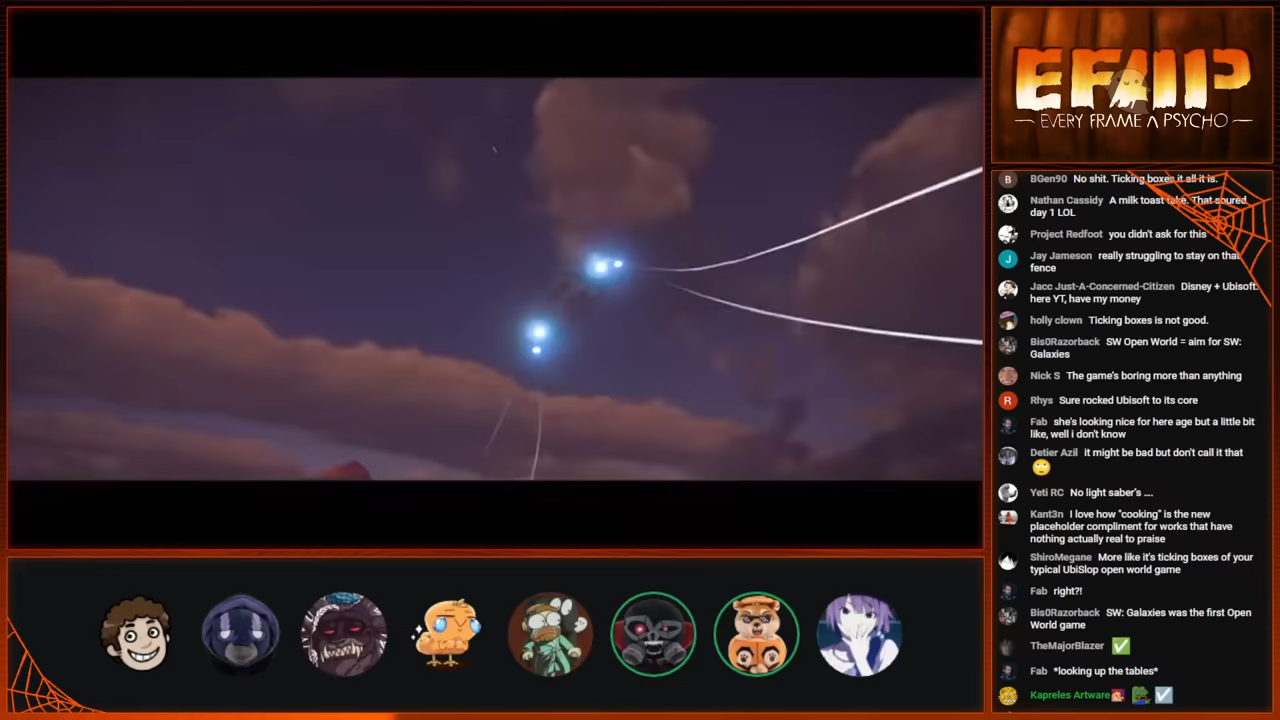 EFAP
EVERY FRAME A PSYCHO
BGen90 No shit. Ticking boxes it all it is.
Nathan Cassidy A milk toast take. That soured
day 1 LOL
Project Redfoot you didn't ask for this
Jay Jameson really struggling to stay on that
fence
Jacc Just-A-Concerned-Citizen Disney + Ubisoft.
here YT, have my money
holly clown Ticking boxes is not good.
Bis0Razorback SW Open World = aim for SW:
Galaxies
Nick S The game's boring more than anything
Rhys Sure rocked Ubisoft to its core
Fab she's looking nice for here age but a little bit
like, well i don't know
Detier Azil it might be bad but don't call it that
Yeti RC No light saber's ....
Kant3n I love how "cooking" is the new
placeholder compliment for works that have
nothing actually real to praise
ShiroMegane More like it's ticking boxes of your
typical UbiSlop open world game
Fab right?!
Bis0Razorback SW: Galaxies was the first Open
World game
TheMajorBlazer
Fab *looking up the tables*
Kapreles Artware
B
J
R